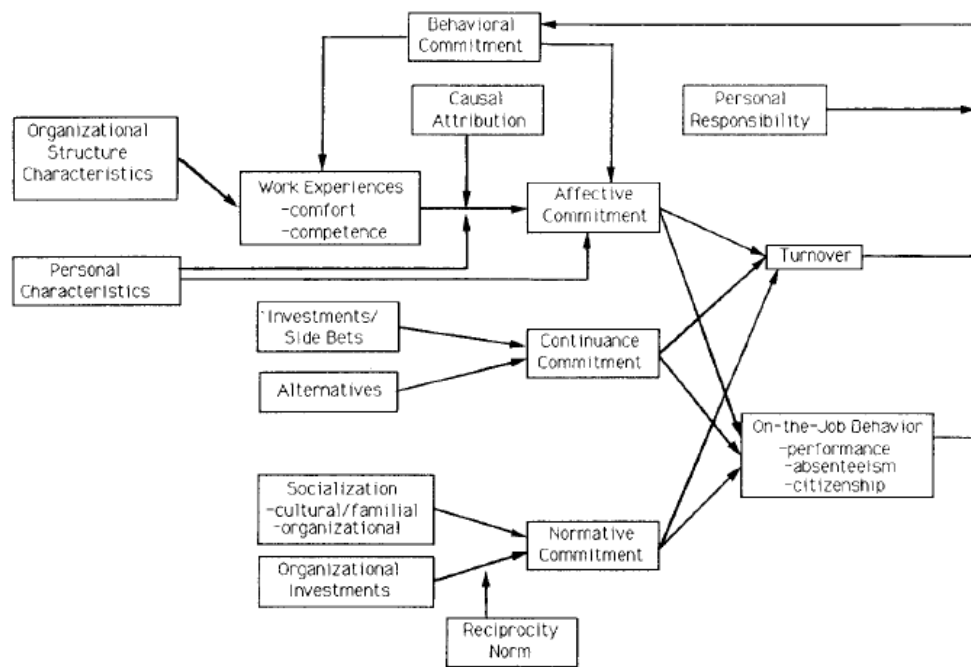 Behavioral
Commitment
Causal
Attribution
Personal
Responsibility
Organizational
Structure
Characteristics
Work Experiences
-comfort
-competence
Affective
Commitment
Personal
Characteristics
Turnover
Investments/
Side Bets
Continuance
Commitment
Alternatives
On-the-Job Behavior
-performance
-absenteeism
-citizenship
Socialization
-cultural/familial
-organizational
Normative
Commitment
Organizational
Investments
Reciprocity
Norm